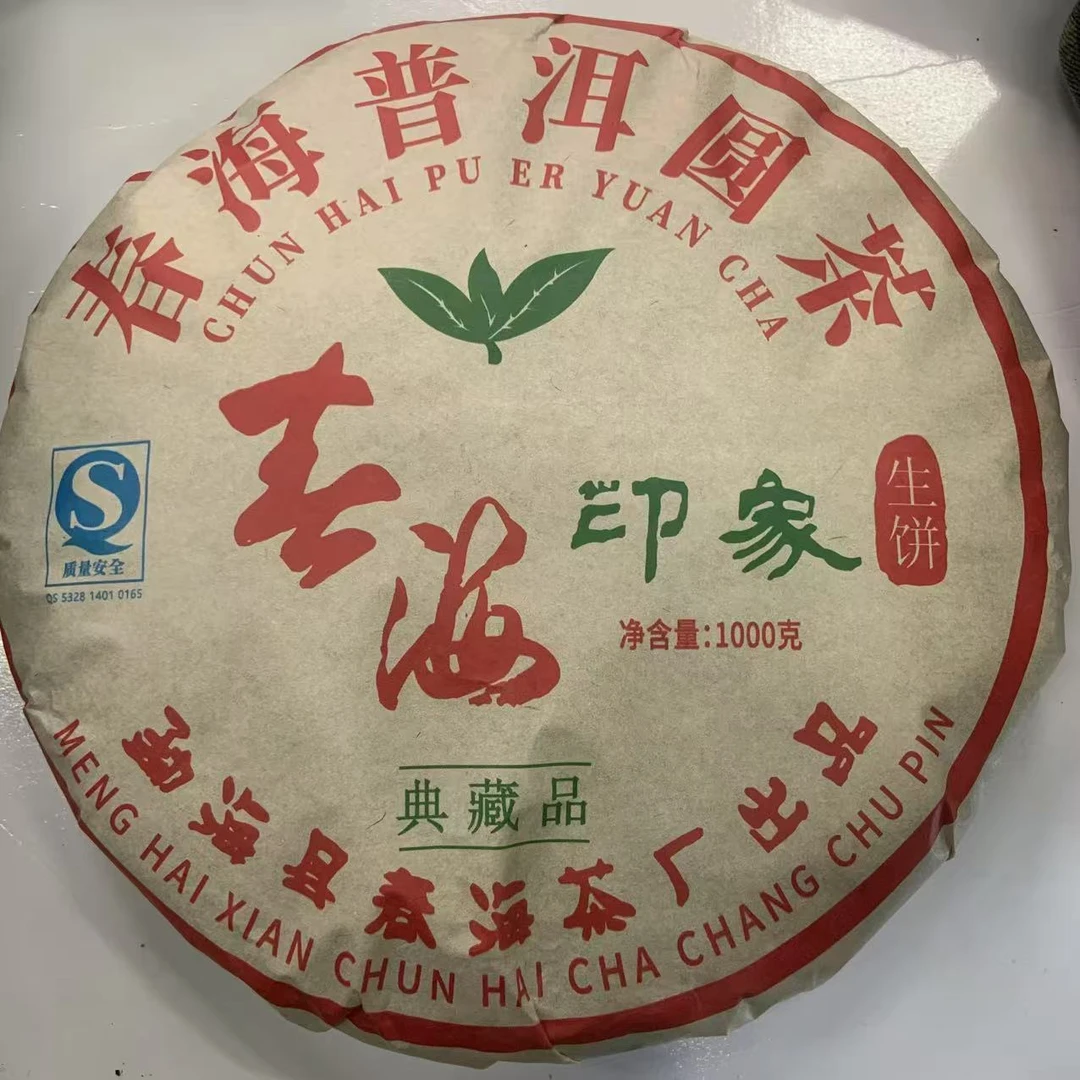 春海普洱圆茶
CHUN HAI PU ER YUAN CHA
春海
印象
生饼
S
质量安全
QS 5328 1401 0165
净含量:1000克
典藏品
勐海县春海茶厂出品
MENG HAI XIAN CHUN HAI CHA CHANG CHU PIN